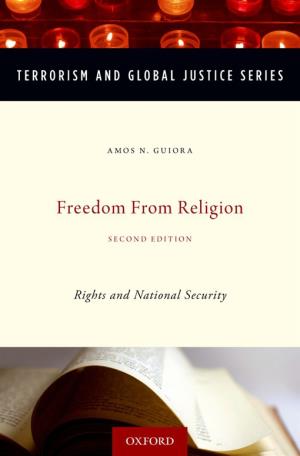 TERRORISM AND GLOBAL JUSTICE SERIES
AMOS N. GUIORA
Freedom From Religion
SECOND EDITION
Rights and National Security
OXFORD